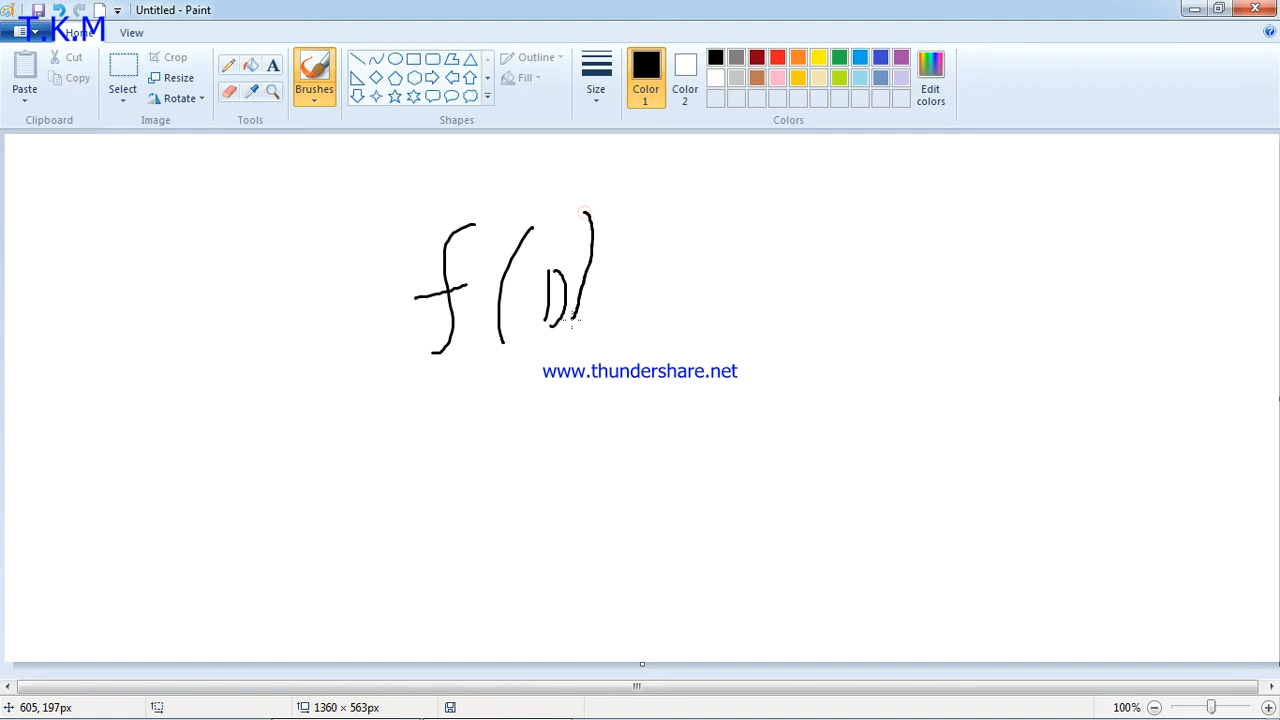 Untitled - Paint
T.K.M
Home View
Paste Cut Copy Select Crop Resize Rotate Brushes Outline Fill Size Color 1 Color 2 Edit colors
Clipboard Image Tools Shapes Colors
f(D)
www.thundershare.net
605, 197px 1360 × 563px 100%